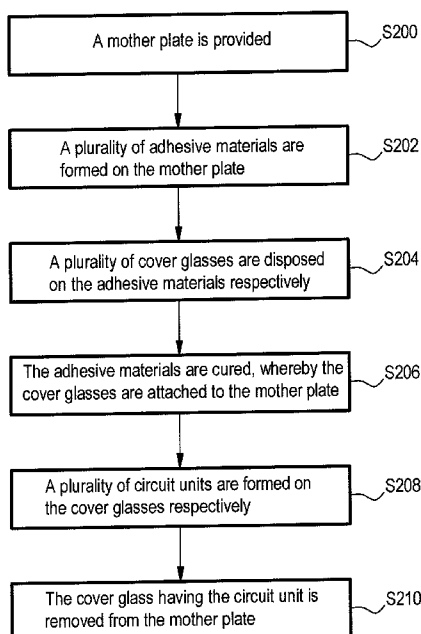 A mother plate is provided
S200
A plurality of adhesive materials are
formed on the mother plate
S202
A plurality of cover glasses are disposed
on the adhesive materials respectively
S204
The adhesive materials are cured, whereby the
cover glasses are attached to the mother plate
S206
A plurality of circuit units are formed on
the cover glasses respectively
S208
The cover glass having the circuit unit is
removed from the mother plate
S210